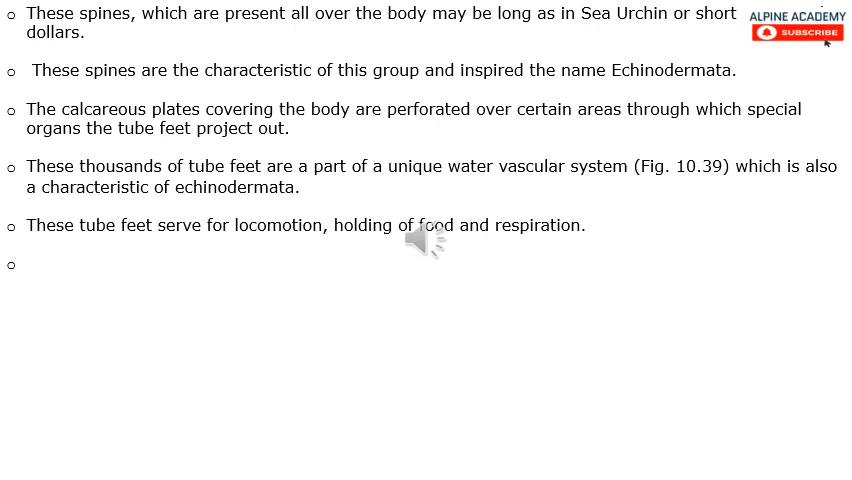 o These spines, which are present all over the body may be long as in Sea Urchin or short
dollars.
o These spines are the characteristic of this group and inspired the name Echinodermata.
o The calcareous plates covering the body are perforated over certain areas through which special
organs the tube feet project out.
o These thousands of tube feet are a part of a unique water vascular system (Fig. 10.39) which is also
a characteristic of echinodermata.
o These tube feet serve for locomotion, holding of food and respiration.
o
ALPINE ACADEMY
SUBSCRIBE